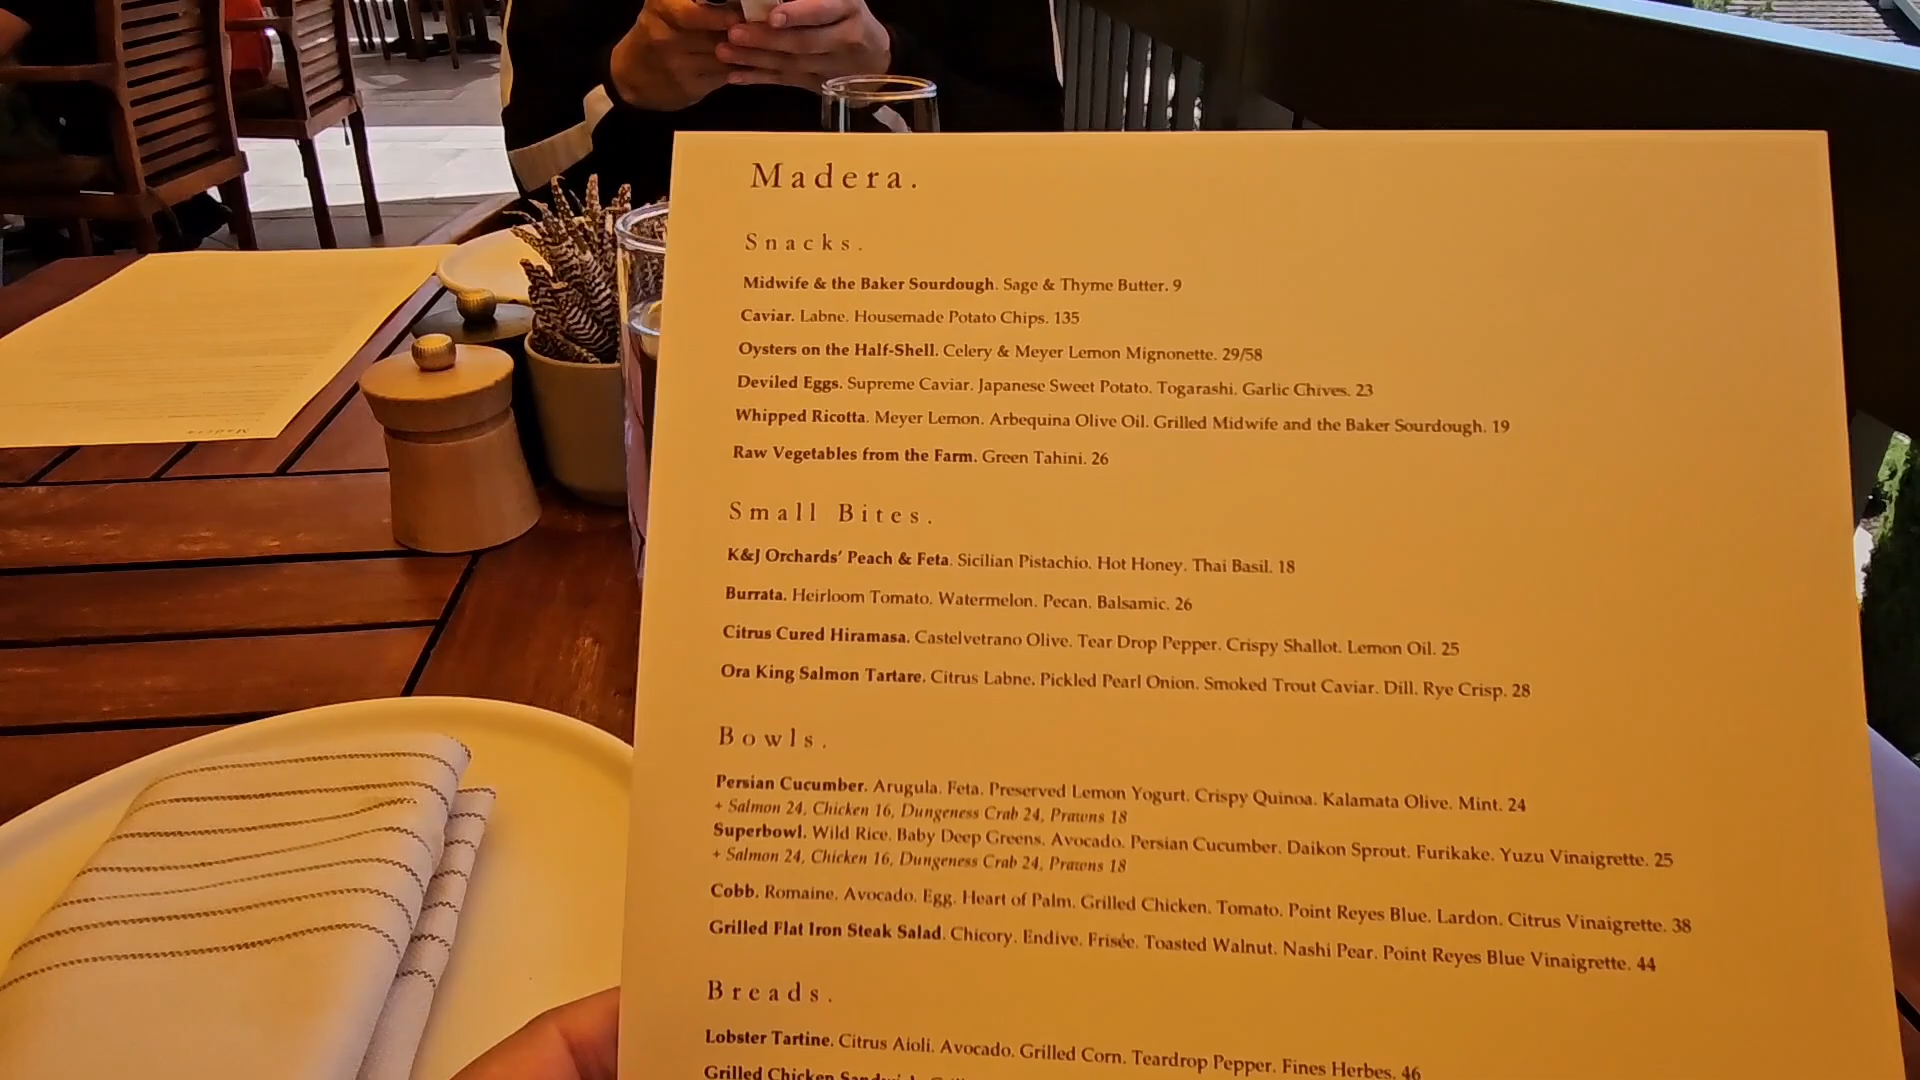 Madera.
Snacks.
Midwife & the Baker Sourdough. Sage & Thyme Butter. 9
Caviar. Labne. Housemade Potato Chips. 135
Oysters on the Half-Shell. Celery & Meyer Lemon Mignonette. 29/58
Deviled Eggs. Supreme Caviar. Japanese Sweet Potato. Togarashi. Garlic Chives. 23
Whipped Ricotta. Meyer Lemon. Arbequina Olive Oil. Grilled Midwife and the Baker Sourdough. 19
Raw Vegetables from the Farm. Green Tahini. 26
Small Bites.
K&J Orchards' Peach & Feta. Sicilian Pistachio. Hot Honey. Thai Basil. 18
Burrata. Heirloom Tomato. Watermelon. Pecan. Balsamic. 26
Citrus Cured Hiramasa. Castelvetrano Olive. Tear Drop Pepper. Crispy Shallot. Lemon Oil. 25
Ora King Salmon Tartare. Citrus Labne. Pickled Pearl Onion. Smoked Trout Caviar. Dill. Rye Crisp. 28
Bowls.
Persian Cucumber. Arugula. Feta. Preserved Lemon Yogurt. Crispy Quinoa. Kalamata Olive. Mint. 24
+ Salmon 24, Chicken 16, Dungeness Crab 24, Prawns 18
Superbowl. Wild Rice. Baby Deep Greens. Avocado. Persian Cucumber. Daikon Sprout. Furikake. Yuzu Vinaigrette. 25
+ Salmon 24, Chicken 16, Dungeness Crab 24, Prawns 18
Cobb. Romaine. Avocado. Egg. Heart of Palm. Grilled Chicken. Tomato. Point Reyes Blue. Lardon. Citrus Vinaigrette. 38
Grilled Flat Iron Steak Salad. Chicory. Endive. Frisée. Toasted Walnut. Nashi Pear. Point Reyes Blue Vinaigrette. 44
Breads.
Lobster Tartine. Citrus Aioli. Avocado. Grilled Corn. Teardrop Pepper. Fines Herbes. 46
Grilled Chicken Sandwich.
Madera